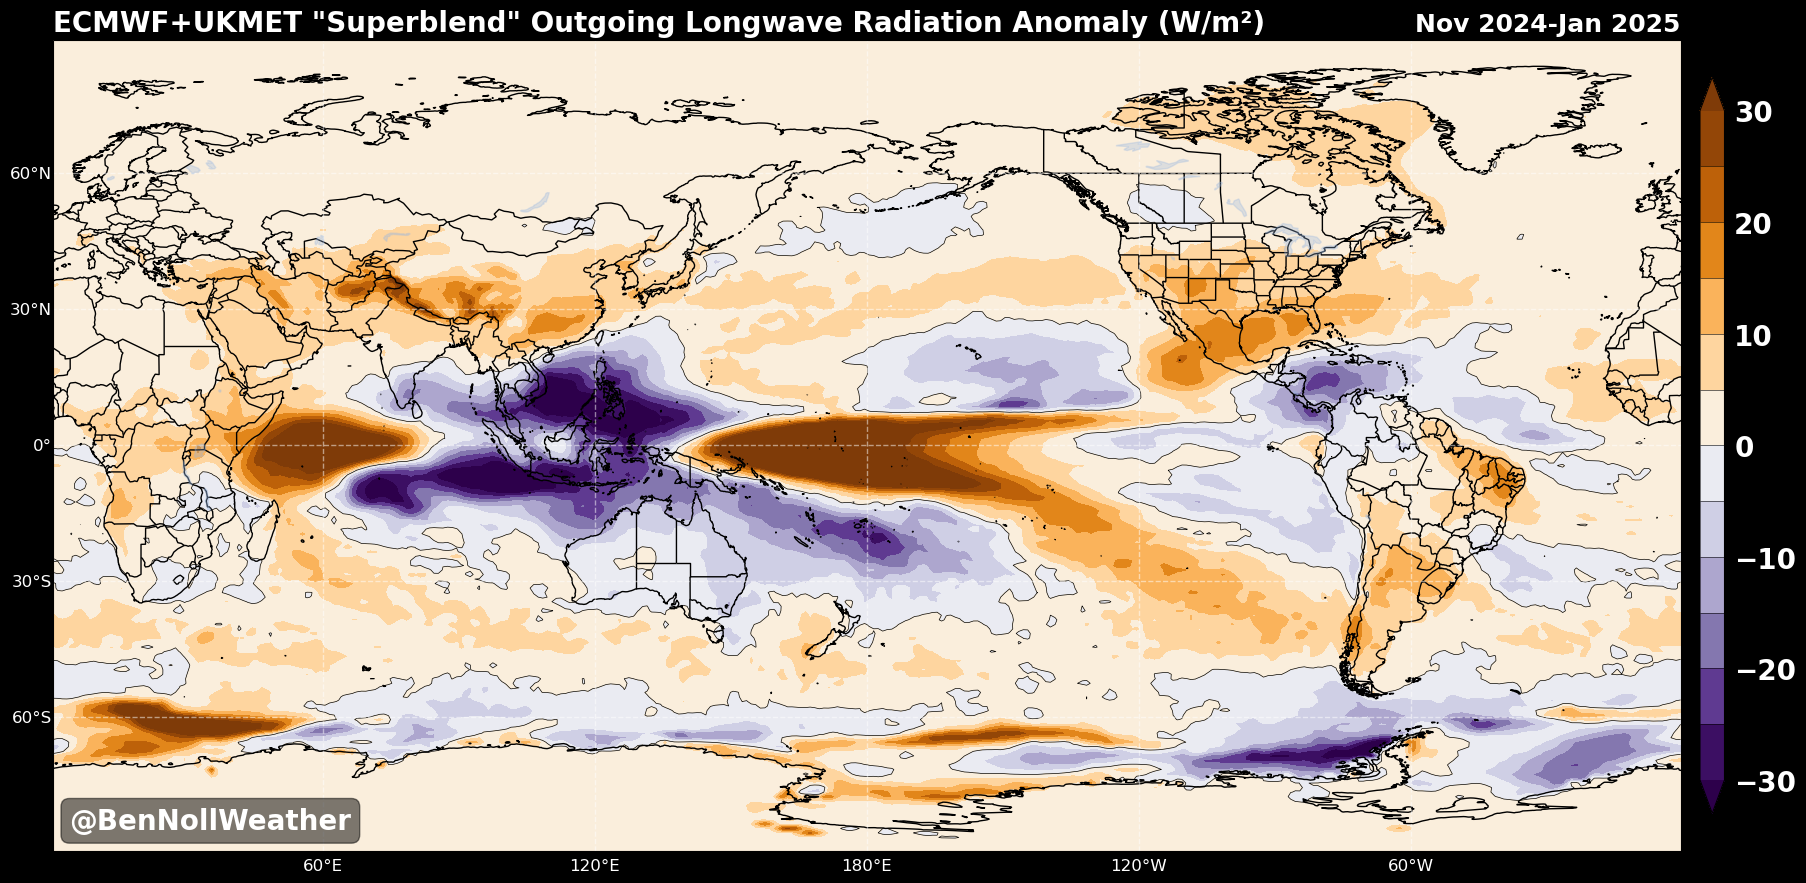 ECMWF+UKMET "Superblend" Outgoing Longwave Radiation Anomaly (W/m²)
Nov 2024-Jan 2025
30
20
10
0
−10
−20
−30
60°N
30°N
0°
30°S
60°S
@BenNollWeather
60°E
120°E
180°E
120°W
60°W